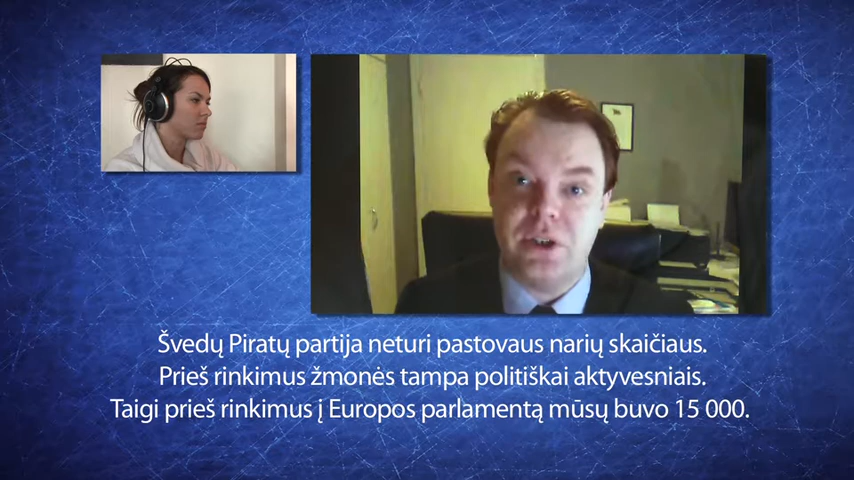 Švedų Piratų partija neturi pastovaus narių skaičiaus.
Prieš rinkimus žmonės tampa politiškai aktyvesniais.
Taigi prieš rinkimus į Europos parlamentą mūsų buvo 15 000.